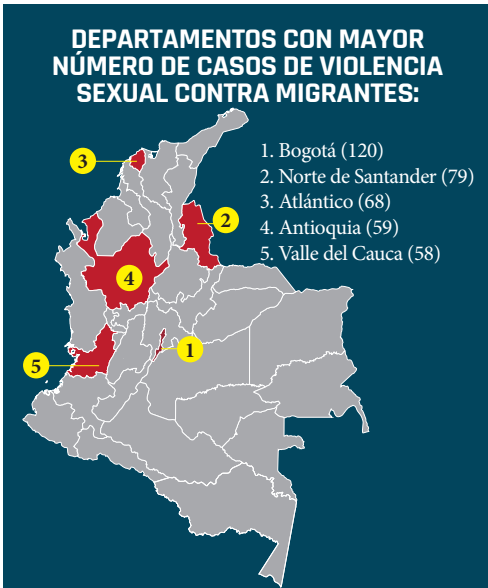 DEPARTAMENTOS CON MAYOR
NÚMERO DE CASOS DE VIOLENCIA
SEXUAL CONTRA MIGRANTES:
1. Bogotá (120)
2. Norte de Santander (79)
3. Atlántico (68)
4. Antioquia (59)
5. Valle del Cauca (58)
3
2
4
1
5